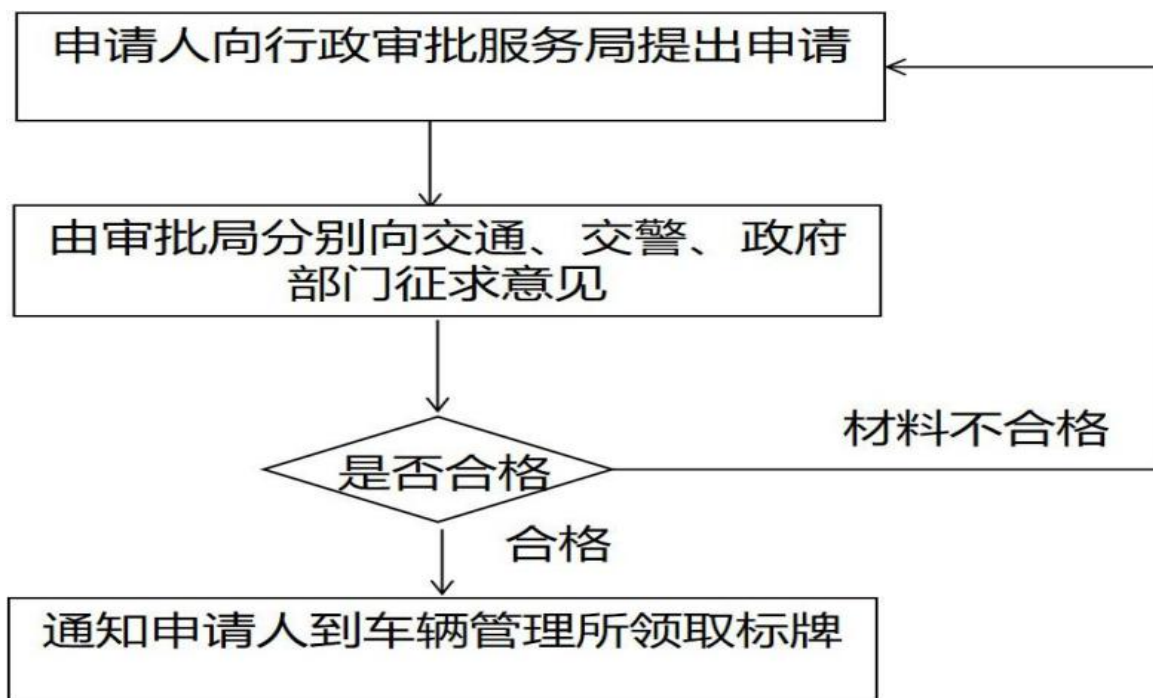 申请人向行政审批服务局提出申请
由审批局分别向交通、交警、政府
部门征求意见
是否合格
材料不合格
合格
通知申请人到车辆管理所领取标牌